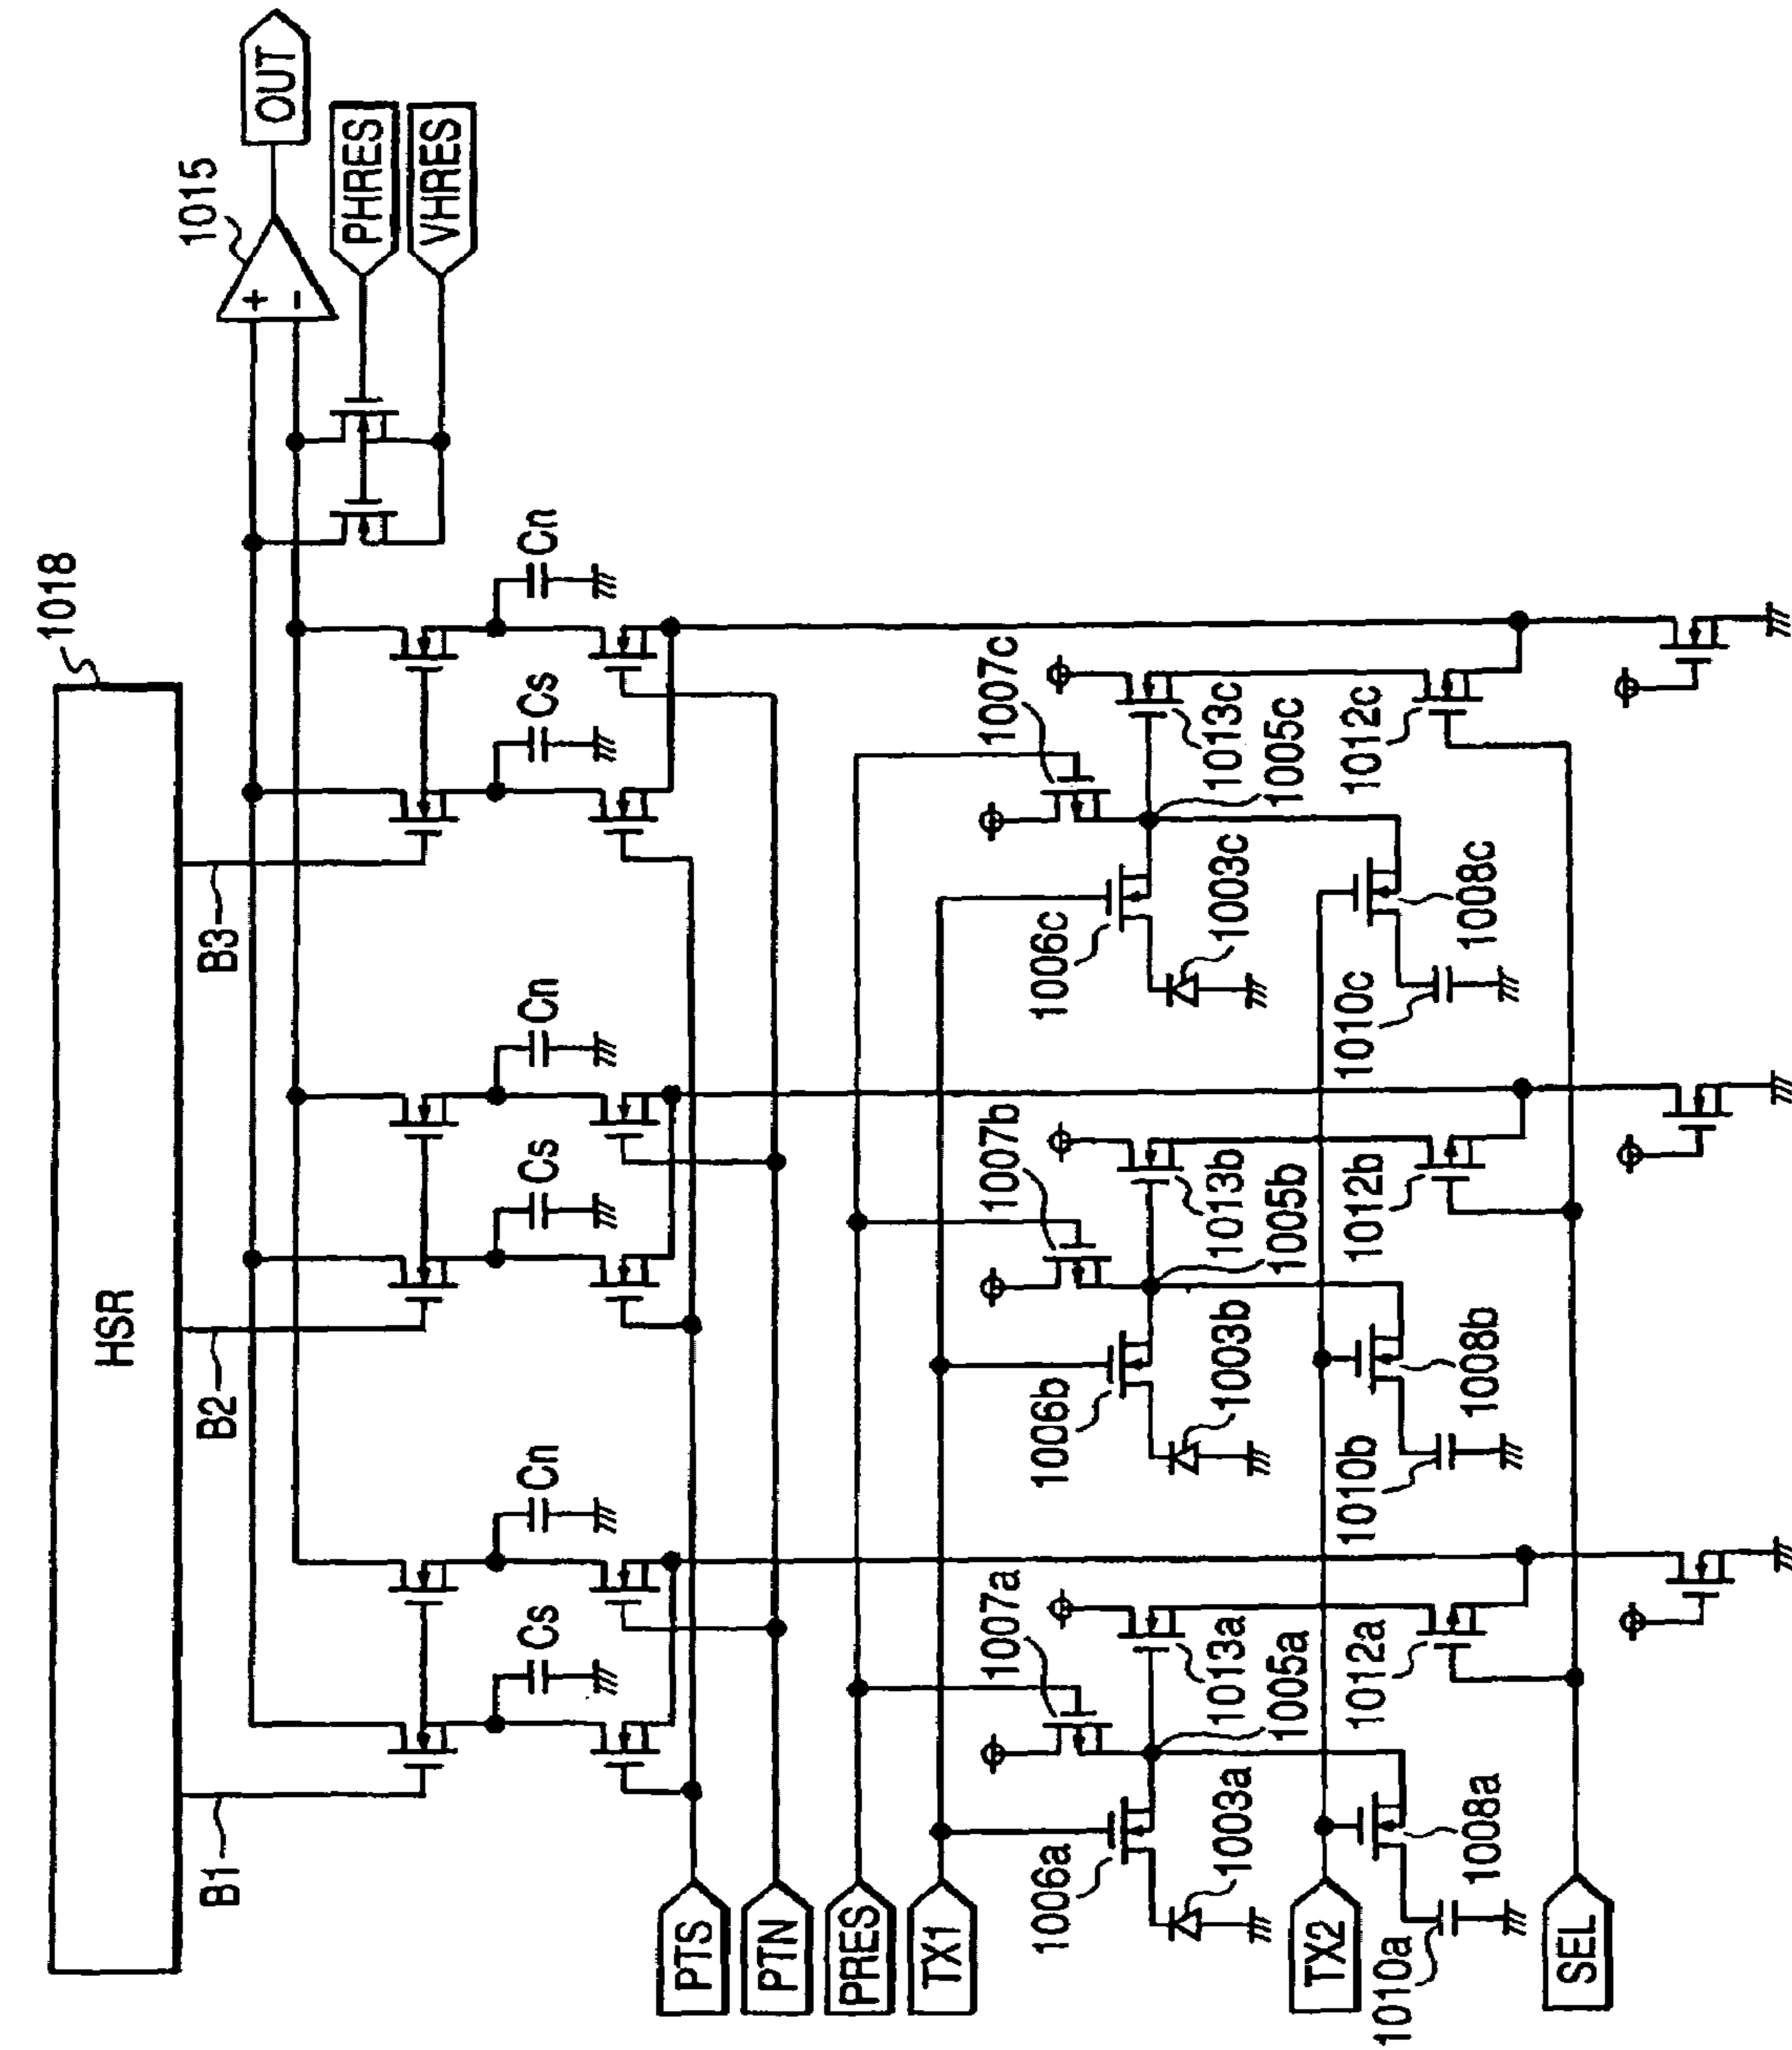 1018
HSR
B1
B2
B3
1015
OUT
PHRES
VHRES
Cs
Cn
Cs
Cn
Cs
Cn
PTS
PTN
PRES
TX1
TX2
SEL
1007a
1013a
1005a
1006a
1003a
1012a
1008a
1010a
1007b
1013b
1005b
1006b
1003b
1012b
1008b
1010b
1007c
1013c
1005c
1006c
1003c
1012c
1008c
1010c
+
-